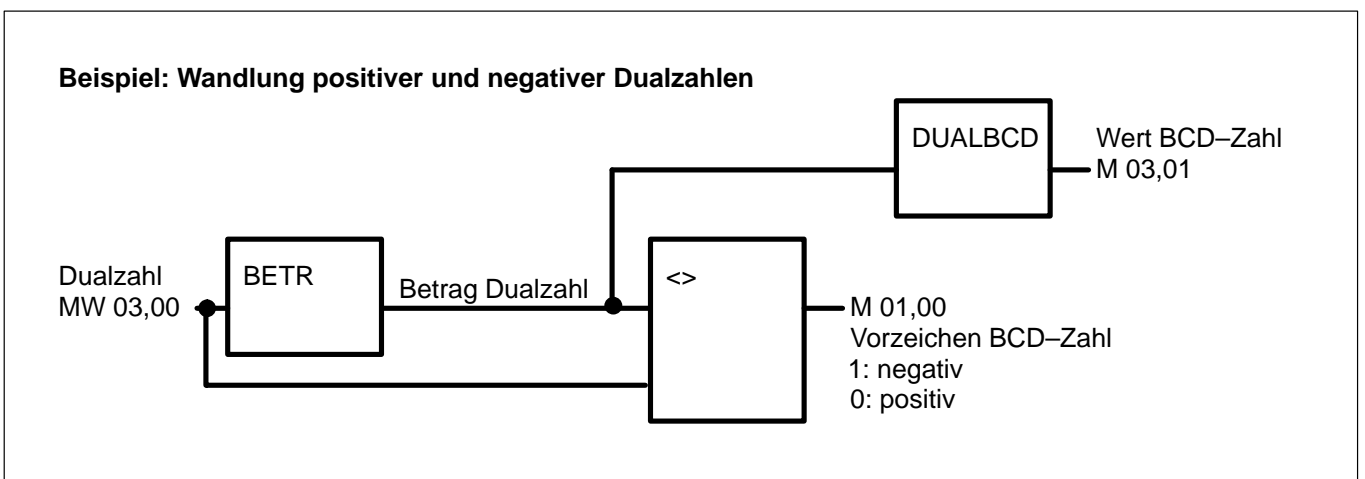 Beispiel: Wandlung positiver und negativer Dualzahlen
DUALBCD
Wert BCD–Zahl
M 03,01
Dualzahl
MW 03,00
BETR
Betrag Dualzahl
<>
M 01,00
Vorzeichen BCD–Zahl
1: negativ
0: positiv